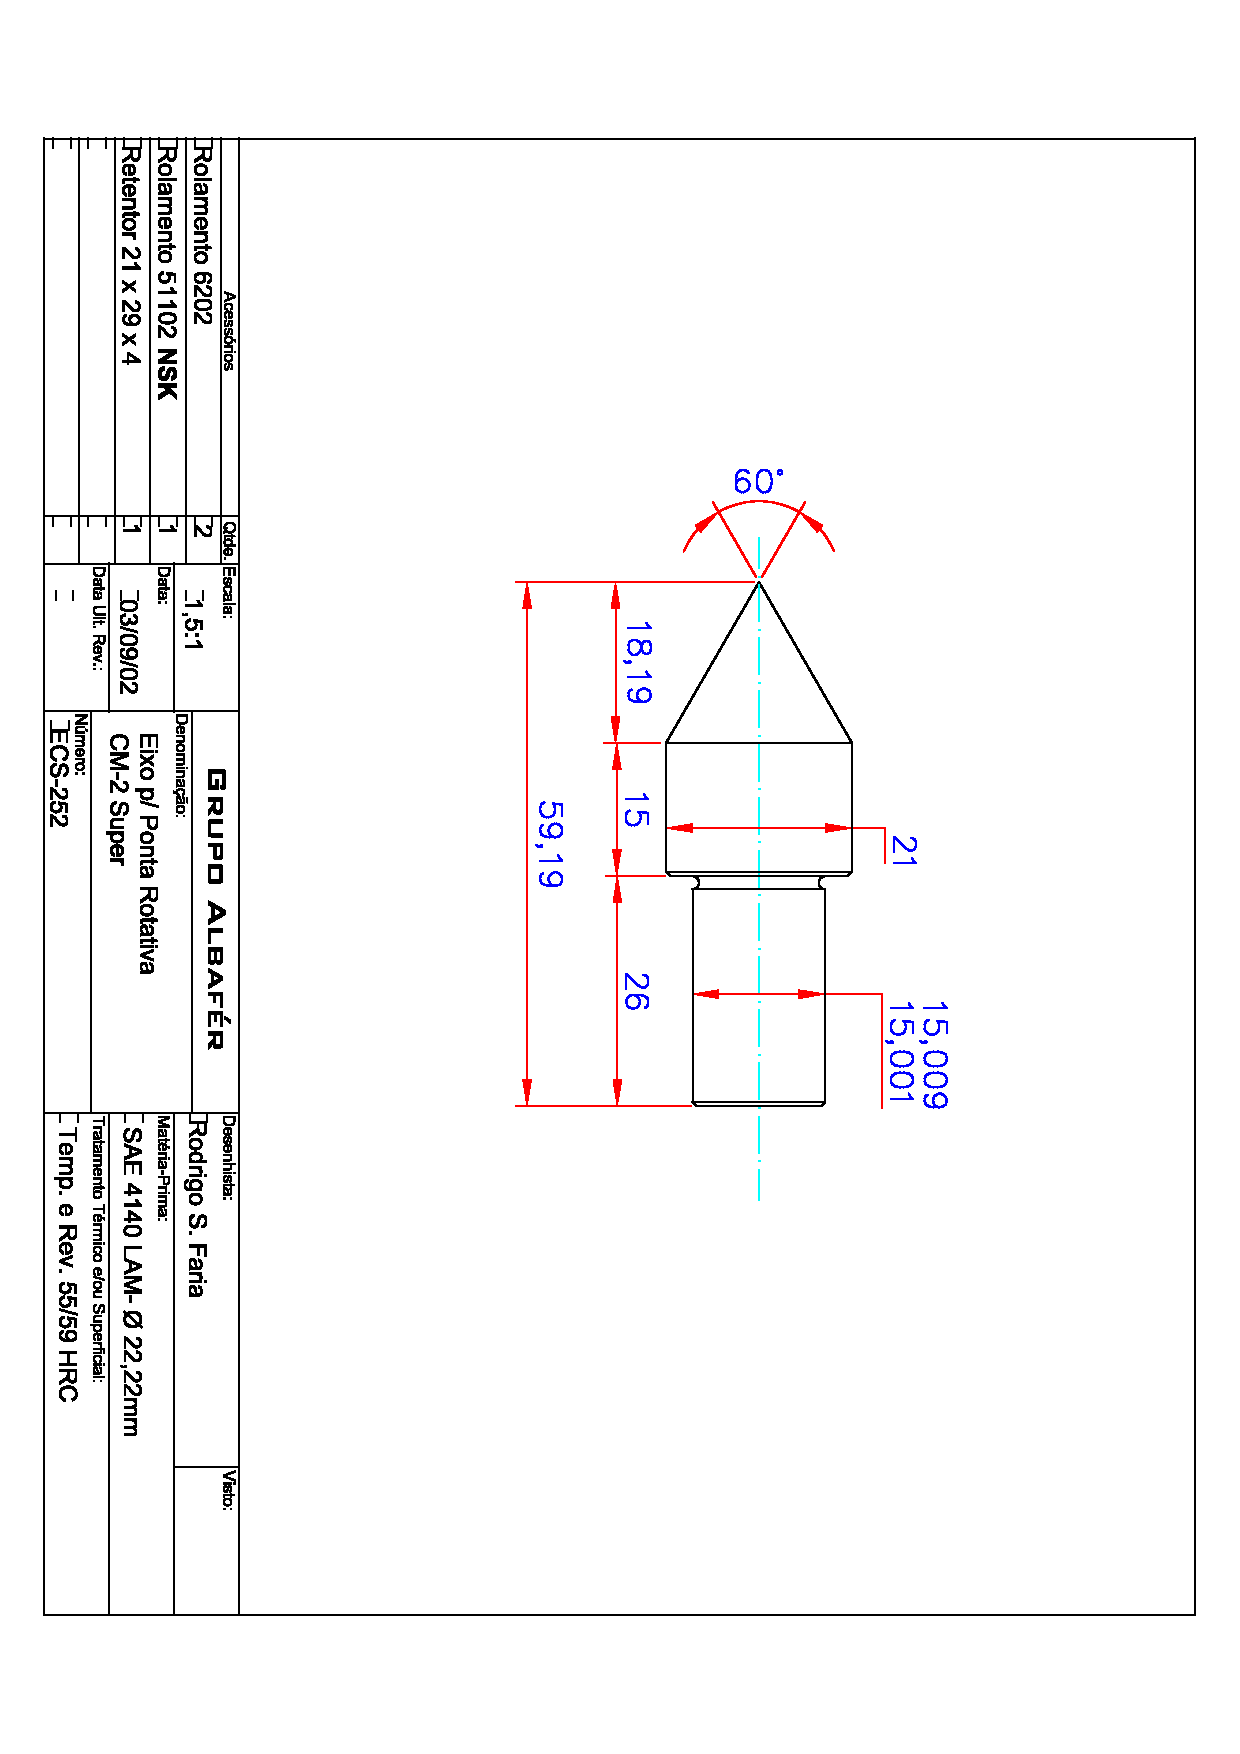 60°
18,19
15
59,19
21
26
15,009
15,001
Acessórios
Qtde.
Rolamento 6202
2
Rolamento 51102 NSK
1
Retentor 21 x 29 x 4
1
Escala:
1,5:1
Data:
03/09/02
Data Ult. Rev.:
GRUPO ALBAFÉR
Denominação:
Eixo p/ Ponta Rotativa
CM-2 Super
Número:
ECS-252
Desenhista:
Rodrigo S. Faria
Visto:
Matéria-Prima:
SAE 4140 LAM- Ø 22,22mm
Tratamento Térmico e/ou Superficial:
Temp. e Rev. 55/59 HRC